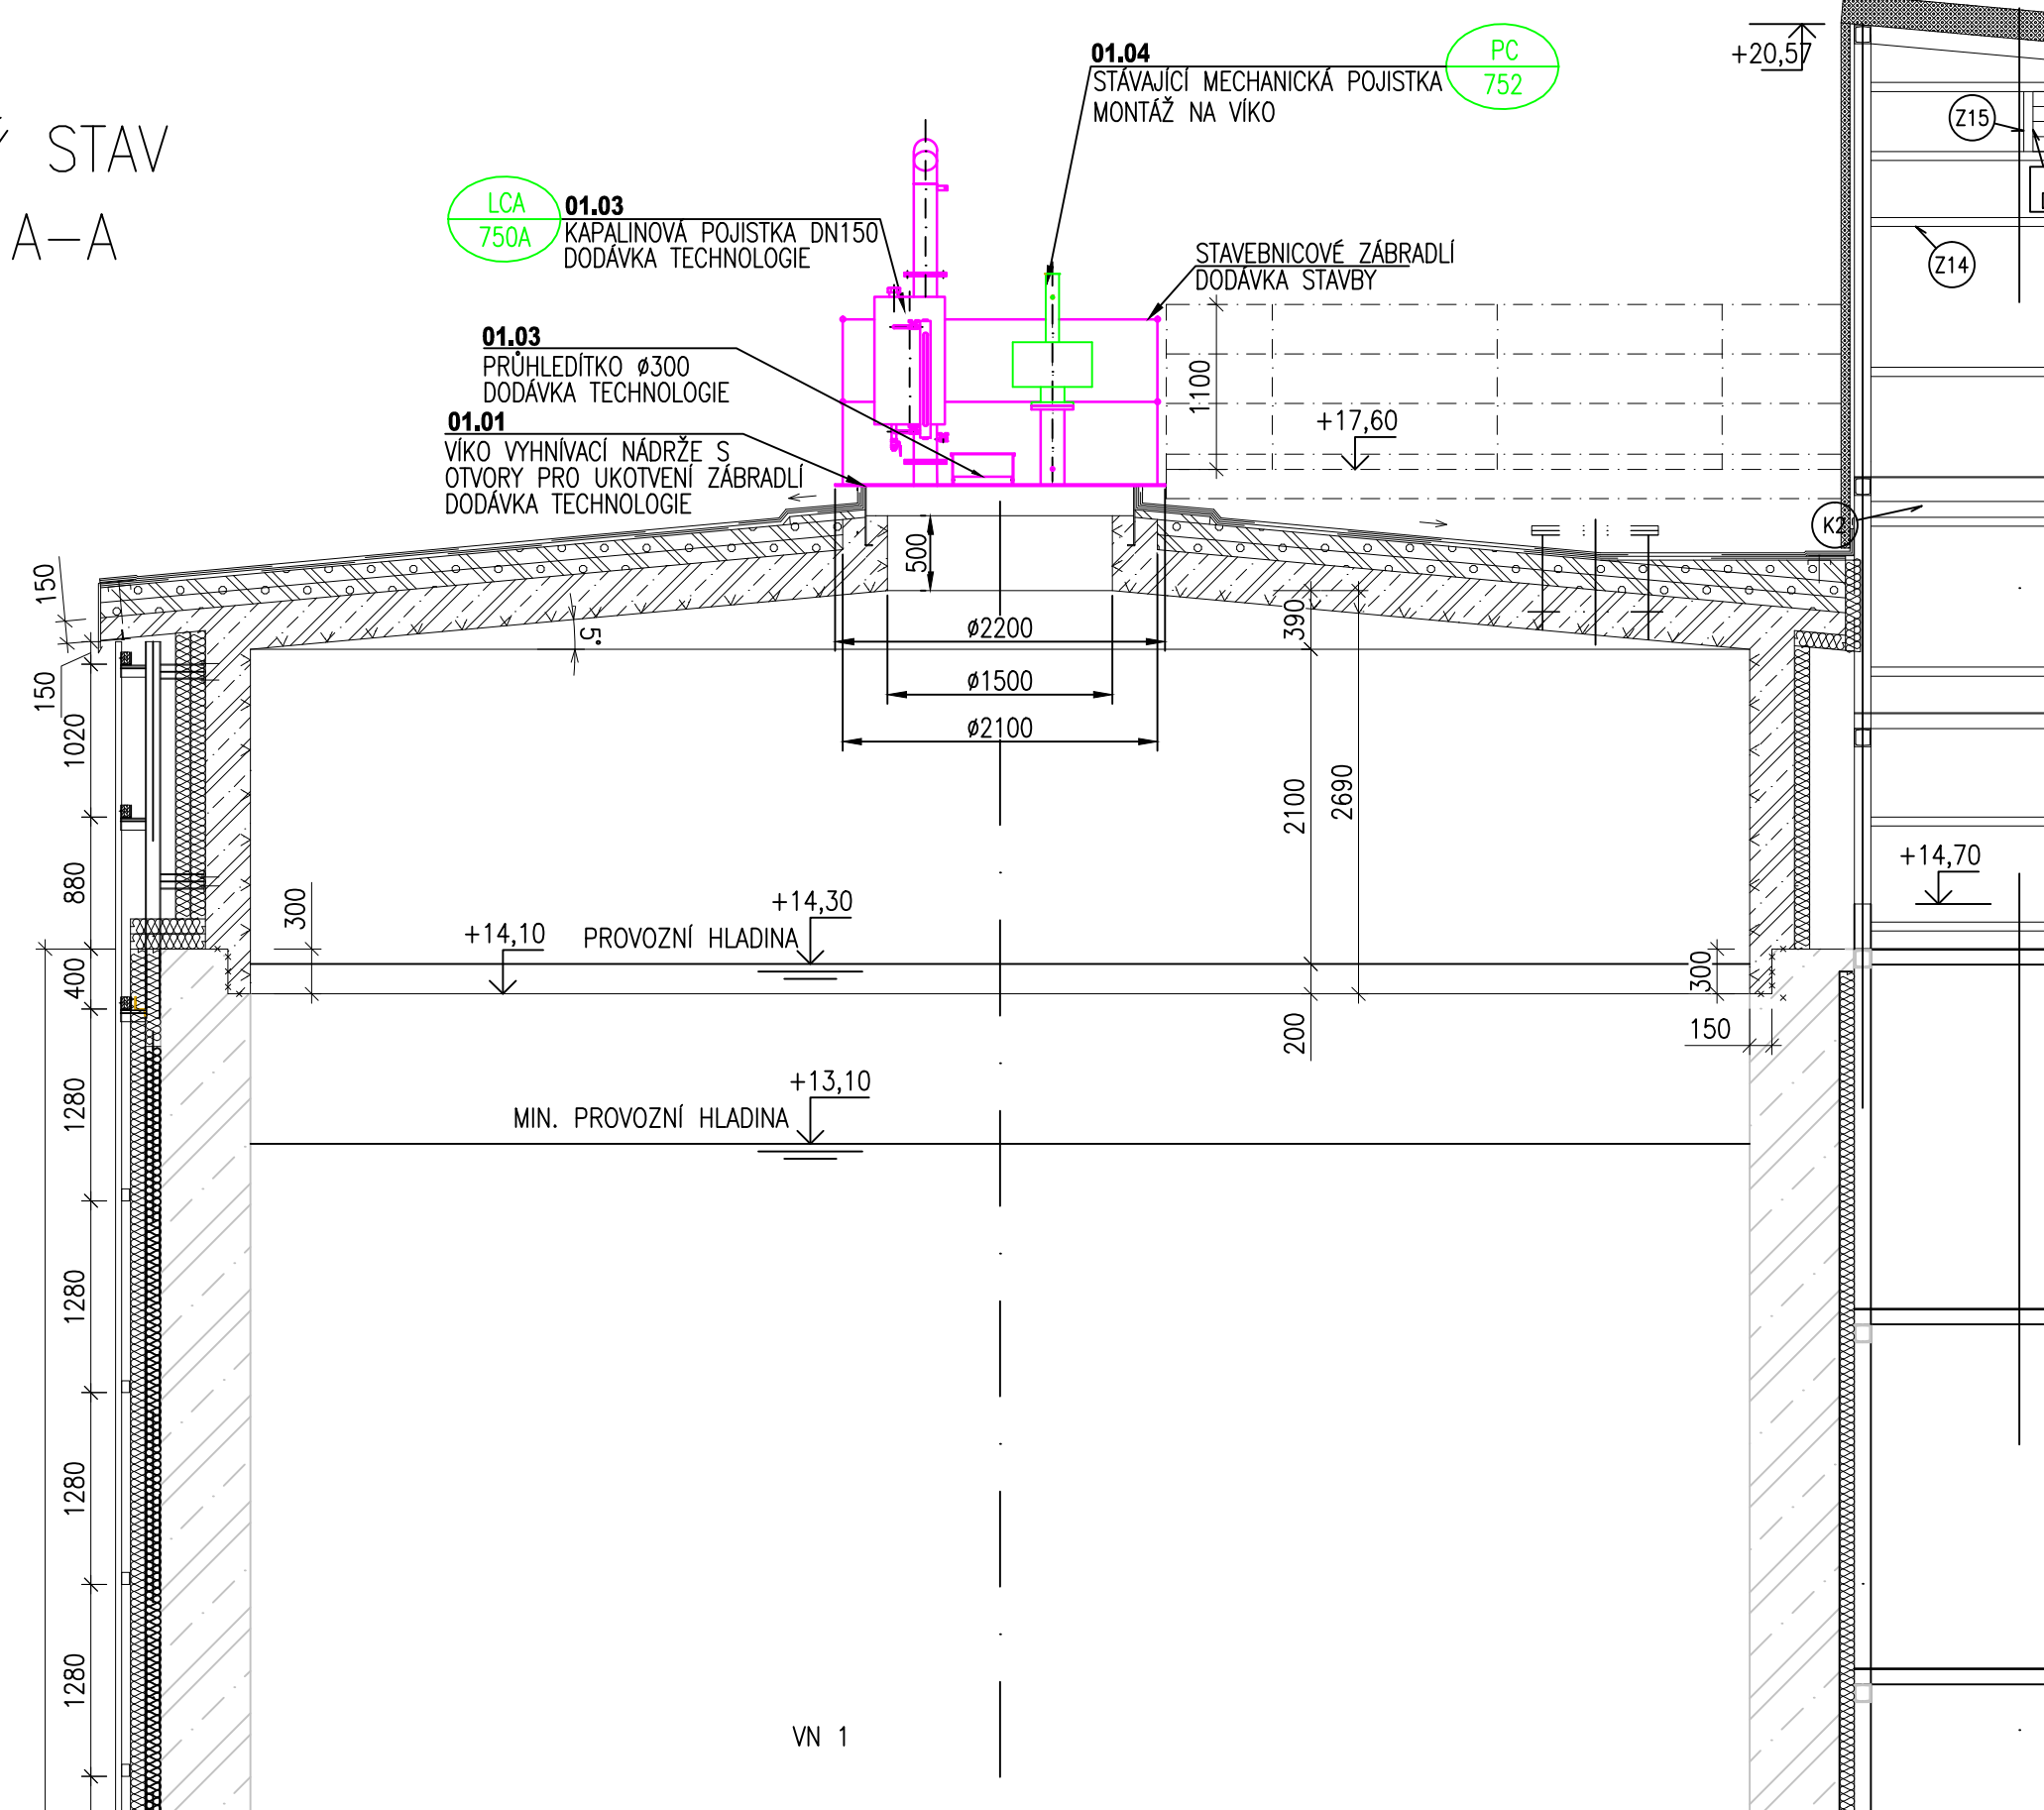 STAV
A-A
01.04
STÁVAJÍCÍ MECHANICKÁ POJISTKA
MONTÁŽ NA VÍKO
PC
752
+20,57
Z15
Z14
LCA
750A
01.03
KAPALINOVÁ POJISTKA DN150
DODÁVKA TECHNOLOGIE
STAVEBNICOVÉ ZÁBRADLÍ
DODÁVKA STAVBY
01.03
PRŮHLEDÍTKO ø300
DODÁVKA TECHNOLOGIE
01.01
VÍKO VYHNÍVACÍ NÁDRŽE S
OTVORY PRO UKOTVENÍ ZÁBRADLÍ
DODÁVKA TECHNOLOGIE
1100
+17,60
500
150
150
5°
ø2200
ø1500
ø2100
390
2100
2690
1020
880
400
300
+14,10
PROVOZNÍ HLADINA
+14,30
+14,70
300
150
200
MIN. PROVOZNÍ HLADINA
+13,10
1280
1280
1280
1280
VN 1